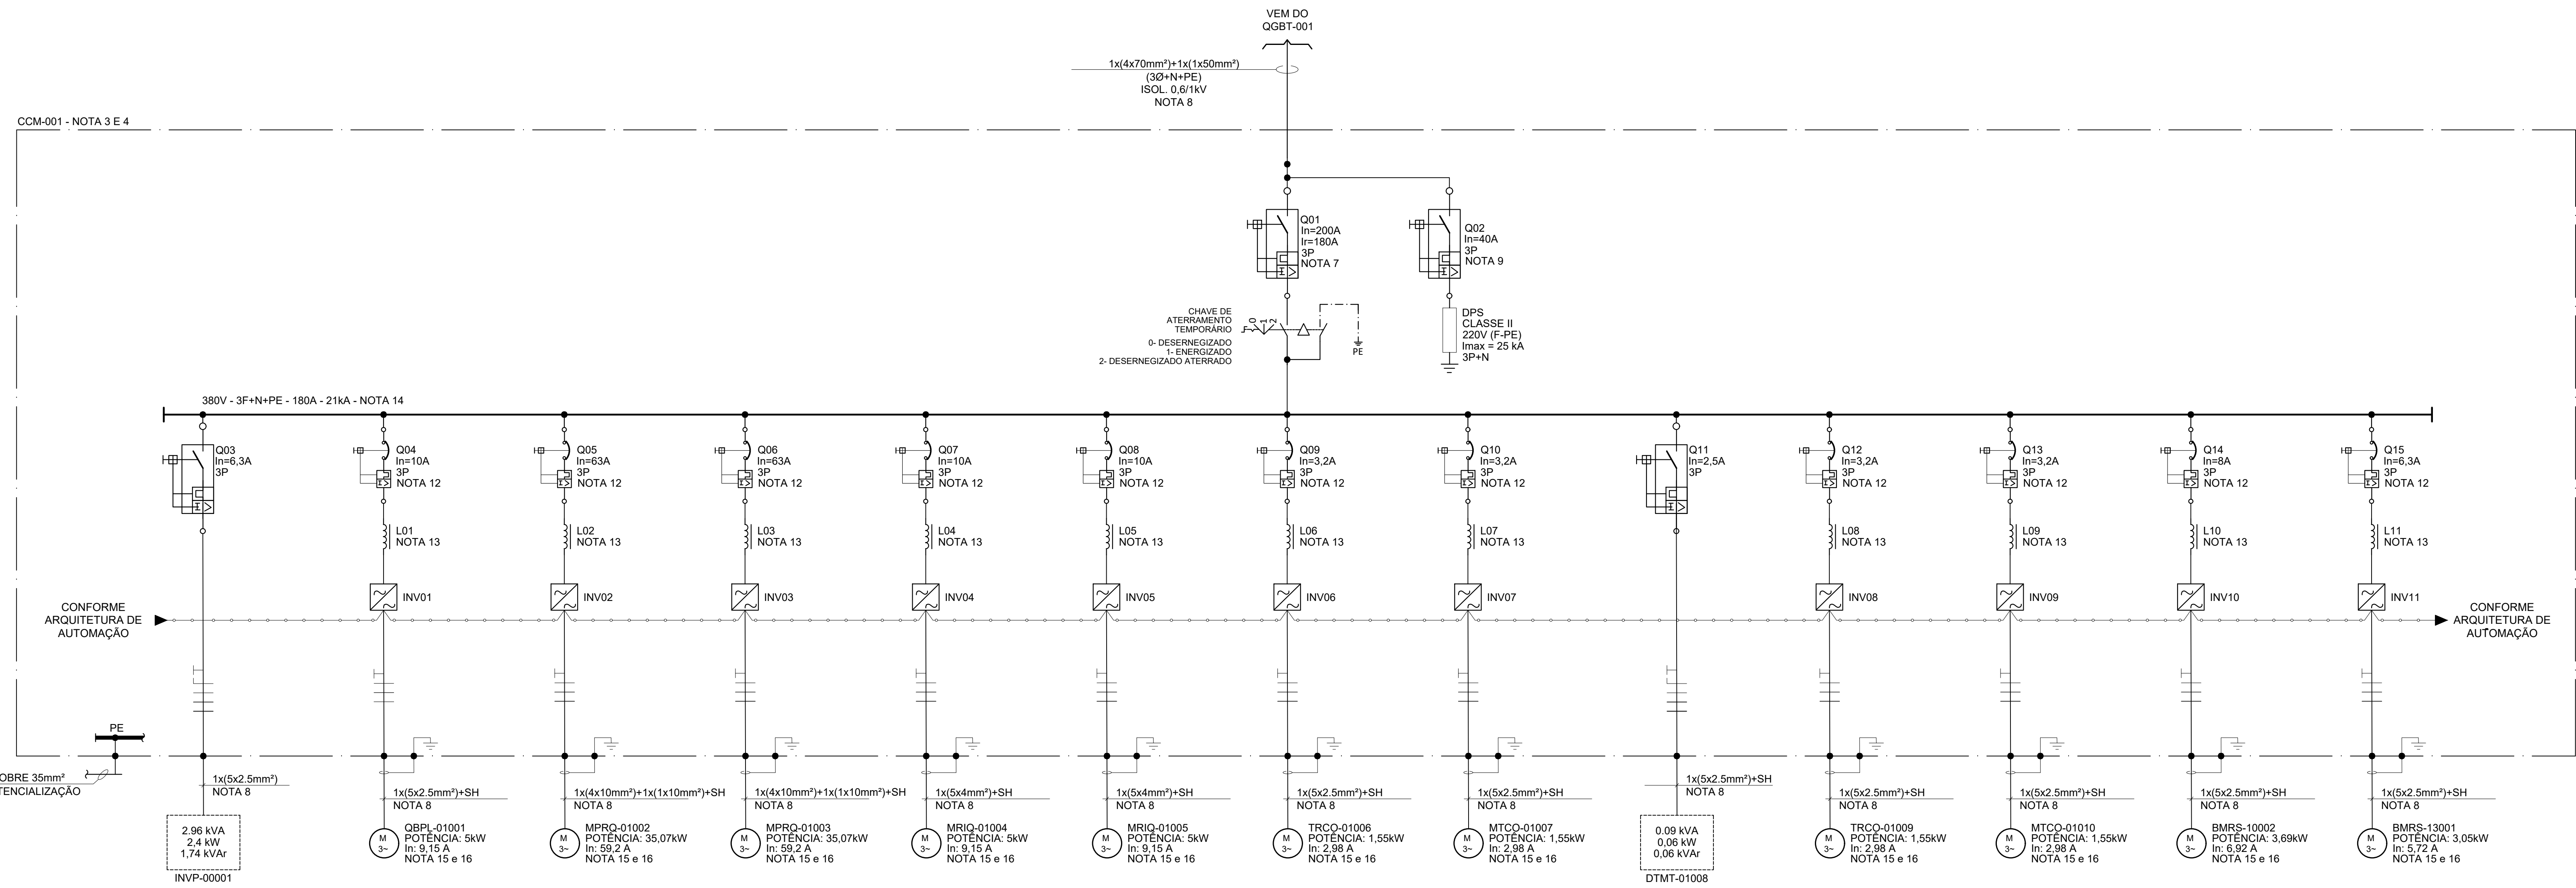 VEM DO
QGBT-001
1x(4x70mm²)+1x(1x50mm²)
(3Ø+N+PE)
ISOL. 0,6/1kV
NOTA 8
CCM-001 - NOTA 3 E 4
Q01
In=200A
Ir=180A
3P
NOTA 7
Q02
In=40A
3P
NOTA 9
CHAVE DE
ATERRAMENTO
TEMPORÁRIO
0- DESERNEGIZADO
1- ENERGIZADO
2- DESERNEGIZADO ATERRADO
0
1
2
PE
DPS
CLASSE II
220V (F-PE)
Imax = 25 kA
3P+N
380V - 3F+N+PE - 180A - 21kA - NOTA 14
Q03
In=6,3A
3P
Q04
In=10A
3P
NOTA 12
Q05
In=63A
3P
NOTA 12
Q06
In=63A
3P
NOTA 12
Q07
In=10A
3P
NOTA 12
Q08
In=10A
3P
NOTA 12
Q09
In=3,2A
3P
NOTA 12
Q10
In=3,2A
3P
NOTA 12
Q11
In=2,5A
3P
Q12
In=3,2A
3P
NOTA 12
Q13
In=3,2A
3P
NOTA 12
Q14
In=8A
3P
NOTA 12
Q15
In=6,3A
3P
NOTA 12
L01
NOTA 13
L02
NOTA 13
L03
NOTA 13
L04
NOTA 13
L05
NOTA 13
L06
NOTA 13
L07
NOTA 13
L08
NOTA 13
L09
NOTA 13
L10
NOTA 13
L11
NOTA 13
INV01
INV02
INV03
INV04
INV05
INV06
INV07
INV08
INV09
INV10
INV11
CONFORME
ARQUITETURA DE
AUTOMAÇÃO
CONFORME
ARQUITETURA DE
AUTOMAÇÃO
PE
OBRE 35mm²
TENCIALIZAÇÃO
1x(5x2.5mm²)
NOTA 8
1x(5x2.5mm²)+SH
NOTA 8
1x(4x10mm²)+1x(1x10mm²)+SH
NOTA 8
1x(4x10mm²)+1x(1x10mm²)+SH
NOTA 8
1x(5x4mm²)+SH
NOTA 8
1x(5x4mm²)+SH
NOTA 8
1x(5x2.5mm²)+SH
NOTA 8
1x(5x2.5mm²)+SH
NOTA 8
1x(5x2.5mm²)+SH
NOTA 8
1x(5x2.5mm²)+SH
NOTA 8
1x(5x2.5mm²)+SH
NOTA 8
1x(5x2.5mm²)+SH
NOTA 8
1x(5x2.5mm²)+SH
NOTA 8
2.96 kVA
2,4 kW
1,74 kVAr
INVP-00001
M
3~
QBPL-01001
POTÊNCIA: 5kW
In: 9,15 A
NOTA 15 e 16
M
3~
MPRQ-01002
POTÊNCIA: 35,07kW
In: 59,2 A
NOTA 15 e 16
M
3~
MPRQ-01003
POTÊNCIA: 35,07kW
In: 59,2 A
NOTA 15 e 16
M
3~
MRIQ-01004
POTÊNCIA: 5kW
In: 9,15 A
NOTA 15 e 16
M
3~
MRIQ-01005
POTÊNCIA: 5kW
In: 9,15 A
NOTA 15 e 16
M
3~
TRCO-01006
POTÊNCIA: 1,55kW
In: 2,98 A
NOTA 15 e 16
M
3~
MTCO-01007
POTÊNCIA: 1,55kW
In: 2,98 A
NOTA 15 e 16
0.09 kVA
0,06 kW
0,06 kVAr
DTMT-01008
M
3~
TRCO-01009
POTÊNCIA: 1,55kW
In: 2,98 A
NOTA 15 e 16
M
3~
MTCO-01010
POTÊNCIA: 1,55kW
In: 2,98 A
NOTA 15 e 16
M
3~
BMRS-10002
POTÊNCIA: 3,69kW
In: 6,92 A
NOTA 15 e 16
M
3~
BMRS-13001
POTÊNCIA: 3,05kW
In: 5,72 A
NOTA 15 e 16